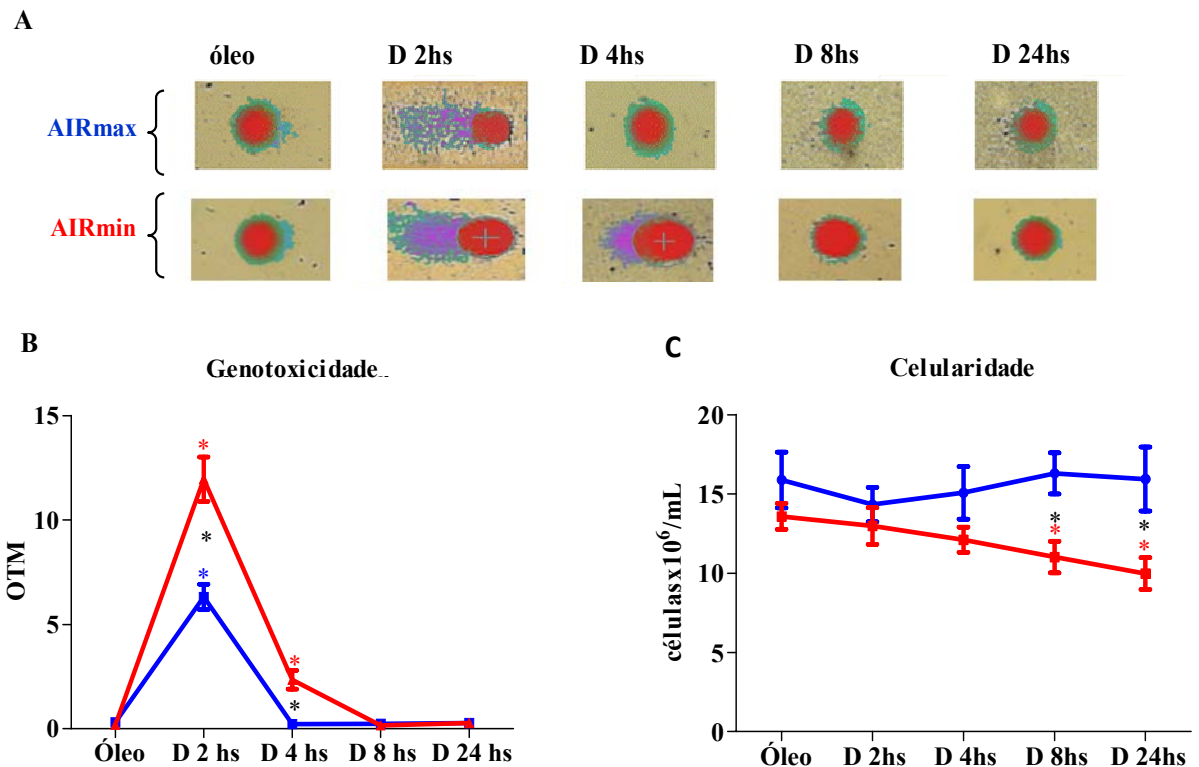 A
óleo D 2hs D 4hs D 8hs D 24hs
AIRmax
AIRmin
B
Genotoxicidade
15
10
5
0
OTM
* * * * *
Óleo D 2 hs D 4 hs D 8 hs D 24 hs
C
Celularidade
20
15
10
5
0
célulasx10⁶/mL
* * * *
Óleo D 2hs D 4hs D 8hs D 24hs